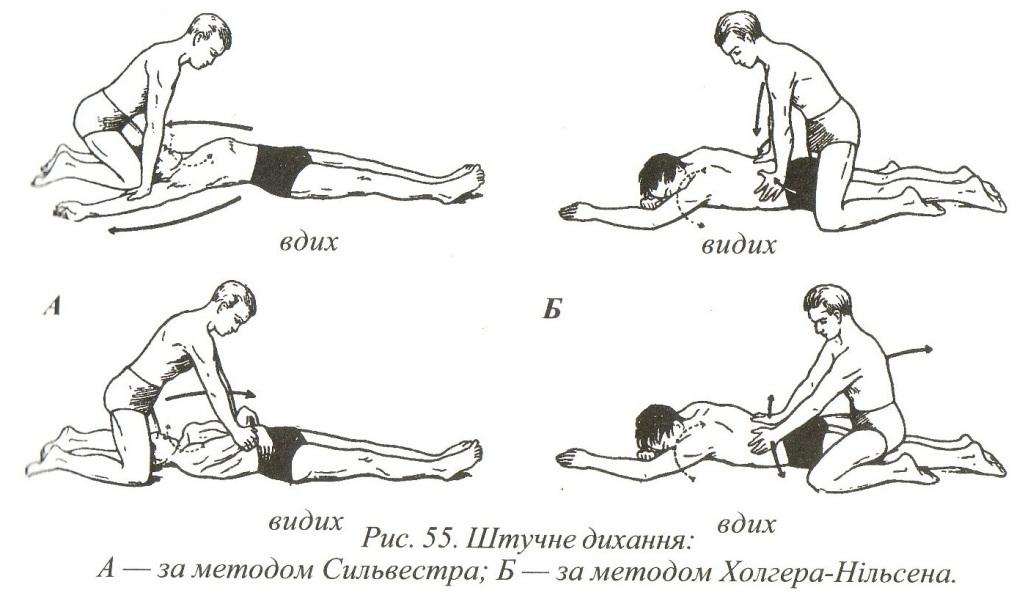 вдих
видих
А
Б
видих
вдих
Рис. 55. Штучне дихання:
А — за методом Сильвестра; Б — за методом Холгера-Нільсена.